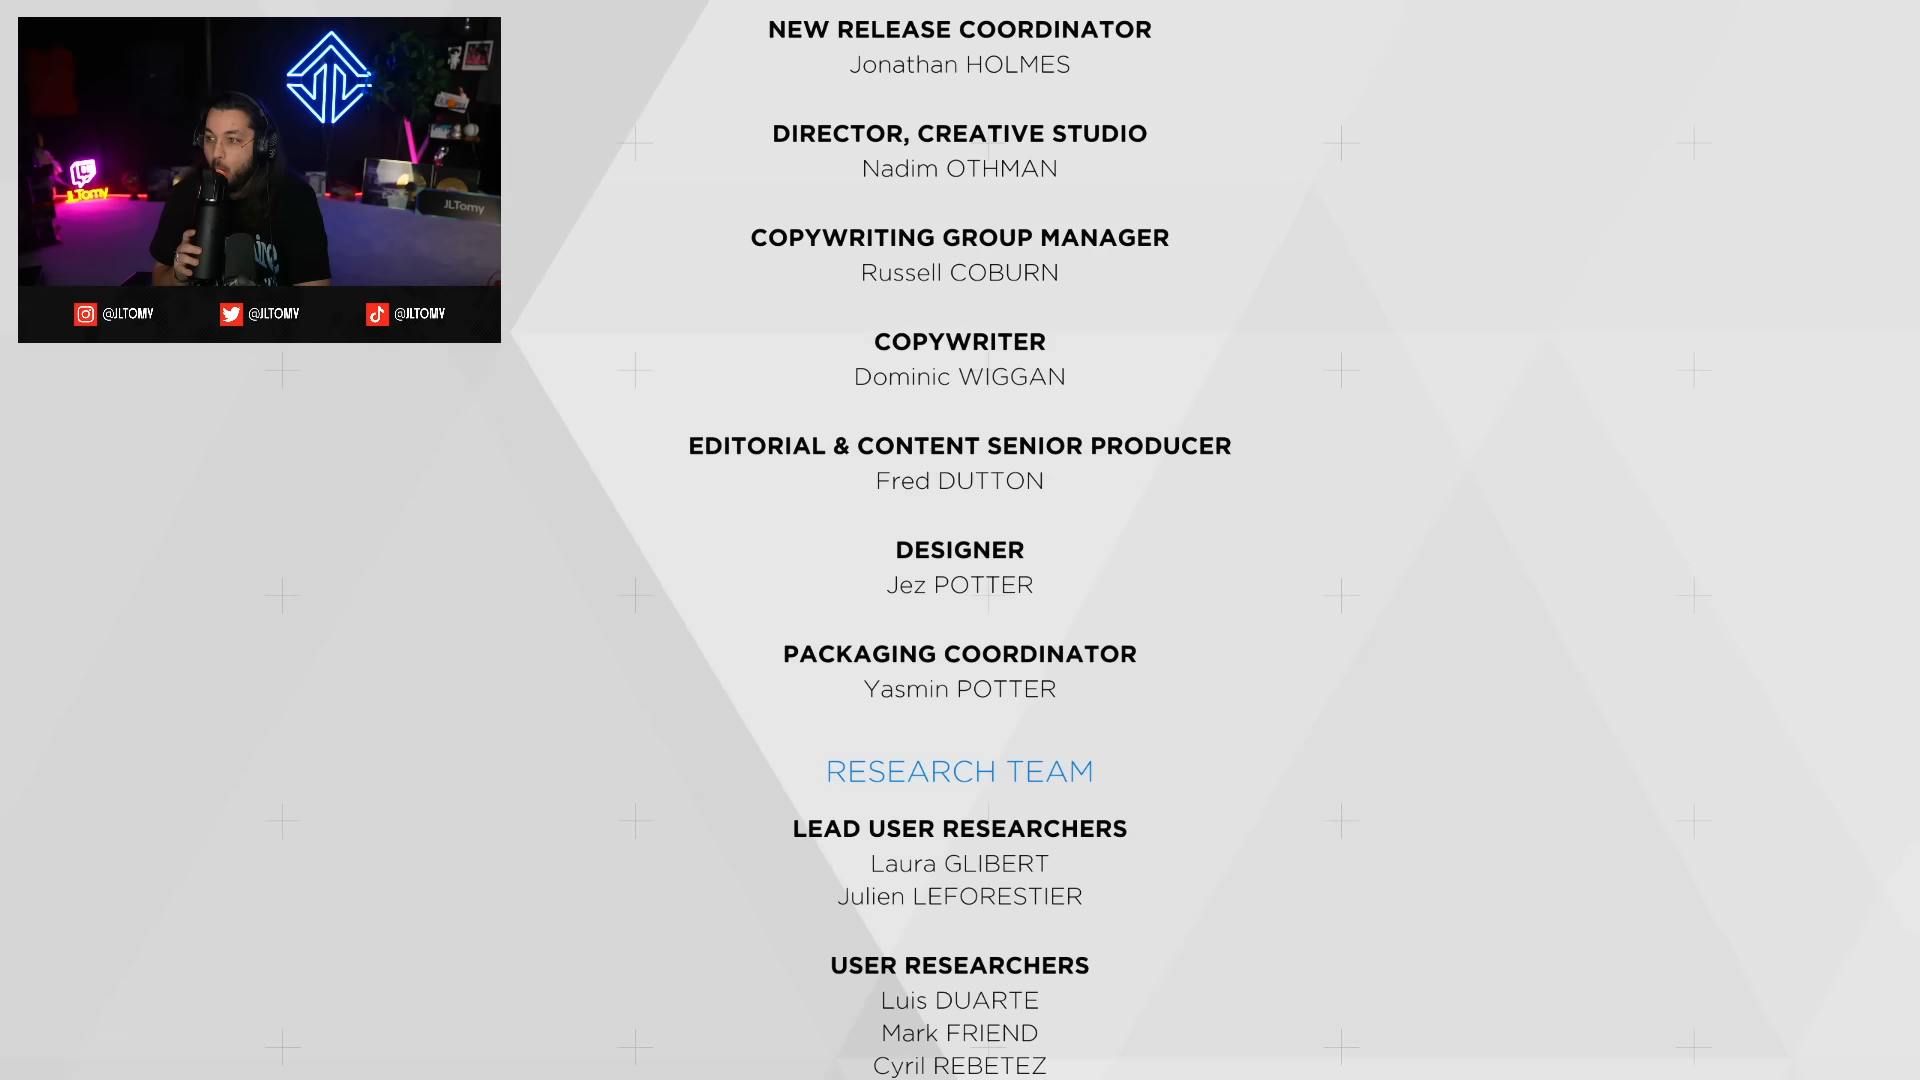 JLTomy
JLTomy
@JLTOMY
@JLTOMY
@JLTOMY
NEW RELEASE COORDINATOR
Jonathan HOLMES
DIRECTOR, CREATIVE STUDIO
Nadim OTHMAN
COPYWRITING GROUP MANAGER
Russell COBURN
COPYWRITER
Dominic WIGGAN
EDITORIAL & CONTENT SENIOR PRODUCER
Fred DUTTON
DESIGNER
Jez POTTER
PACKAGING COORDINATOR
Yasmin POTTER
RESEARCH TEAM
LEAD USER RESEARCHERS
Laura GLIBERT
Julien LEFORESTIER
USER RESEARCHERS
Luis DUARTE
Mark FRIEND
Cyril REBETEZ